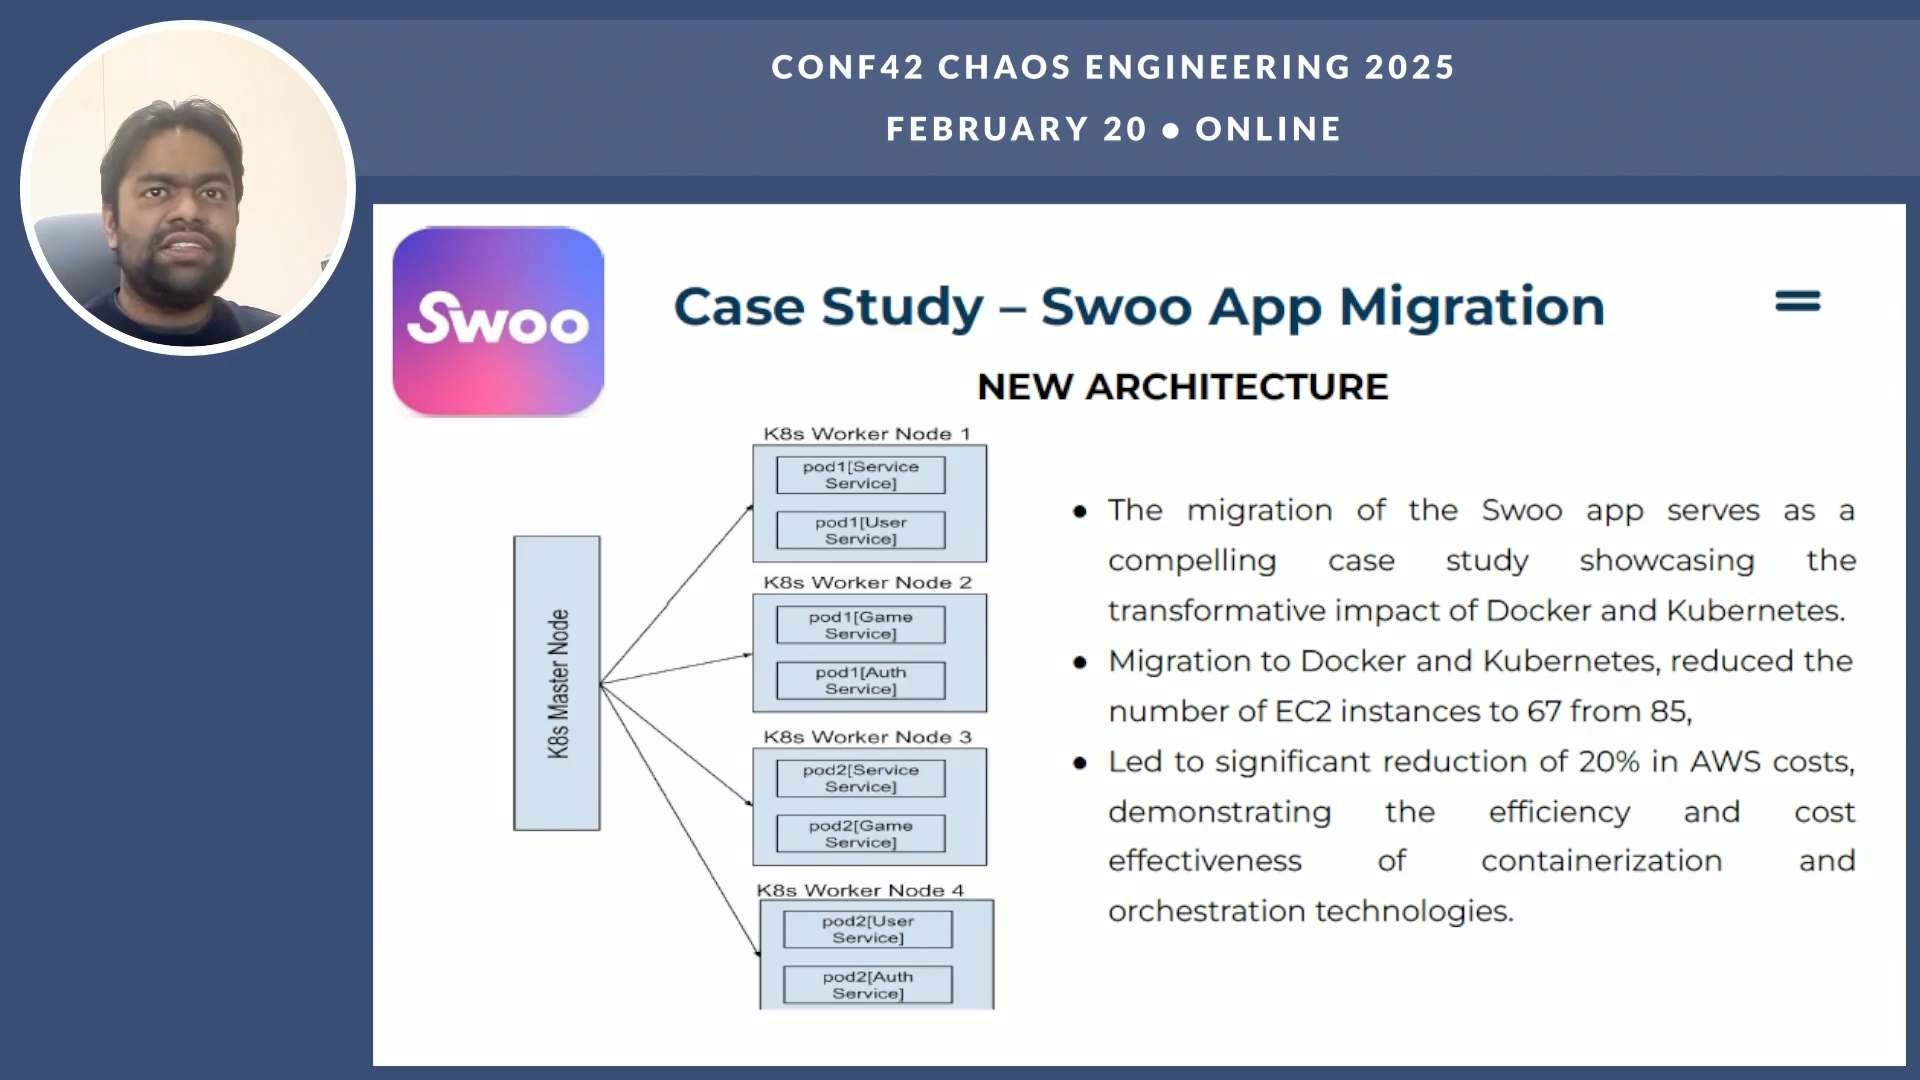 CONF42 CHAOS ENGINEERING 2025
FEBRUARY 20 ● ONLINE
Swoo
Case Study – Swoo App Migration
NEW ARCHITECTURE
K8s Master Node
K8s Worker Node 1
pod1[Service
Service]
pod1[User
Service]
K8s Worker Node 2
pod1[Game
Service]
pod1[Auth
Service]
K8s Worker Node 3
pod2[Service
Service]
pod2[Game
Service]
K8s Worker Node 4
pod2[User
Service]
pod2[Auth
Service]
● The migration of the Swoo app serves as a
compelling case study showcasing the
transformative impact of Docker and Kubernetes.
● Migration to Docker and Kubernetes, reduced the
number of EC2 instances to 67 from 85,
● Led to significant reduction of 20% in AWS costs,
demonstrating the efficiency and cost
effectiveness of containerization and
orchestration technologies.